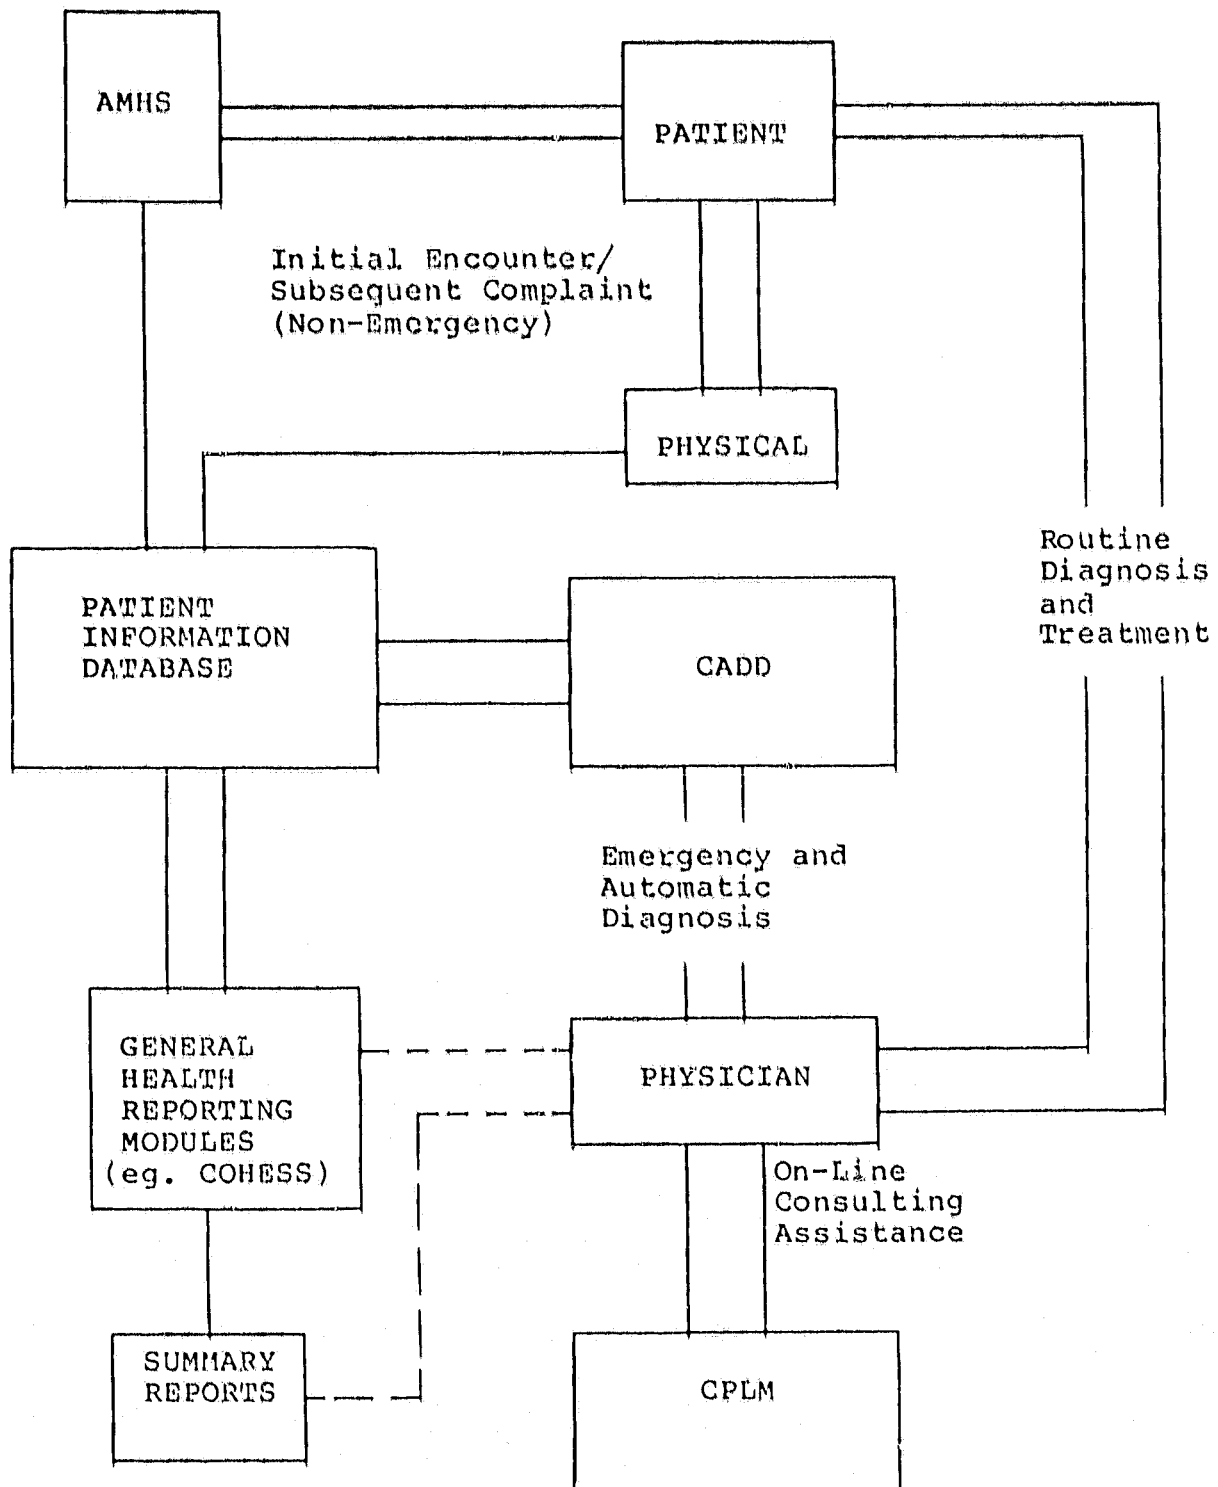 AMHS
PATIENT
Initial Encounter/
Subsequent Complaint
(Non-Emergency)
PHYSICAL
Routine
Diagnosis
and
Treatment
PATIENT
INFORMATION
DATABASE
CADD
Emergency and
Automatic
Diagnosis
GENERAL
HEALTH
REPORTING
MODULES
(eg. COHESS)
PHYSICIAN
On-Line
Consulting
Assistance
SUMMARY
REPORTS
CPLM